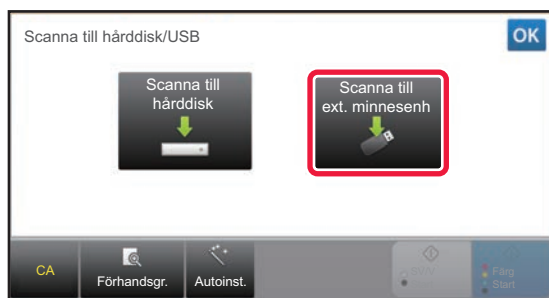 Scanna till hårddisk/USB
OK
Scanna till
hårddisk
Scanna till
ext. minnesenh
CA
Förhandsgr.
Autoinst.
S/V
Färg
Start